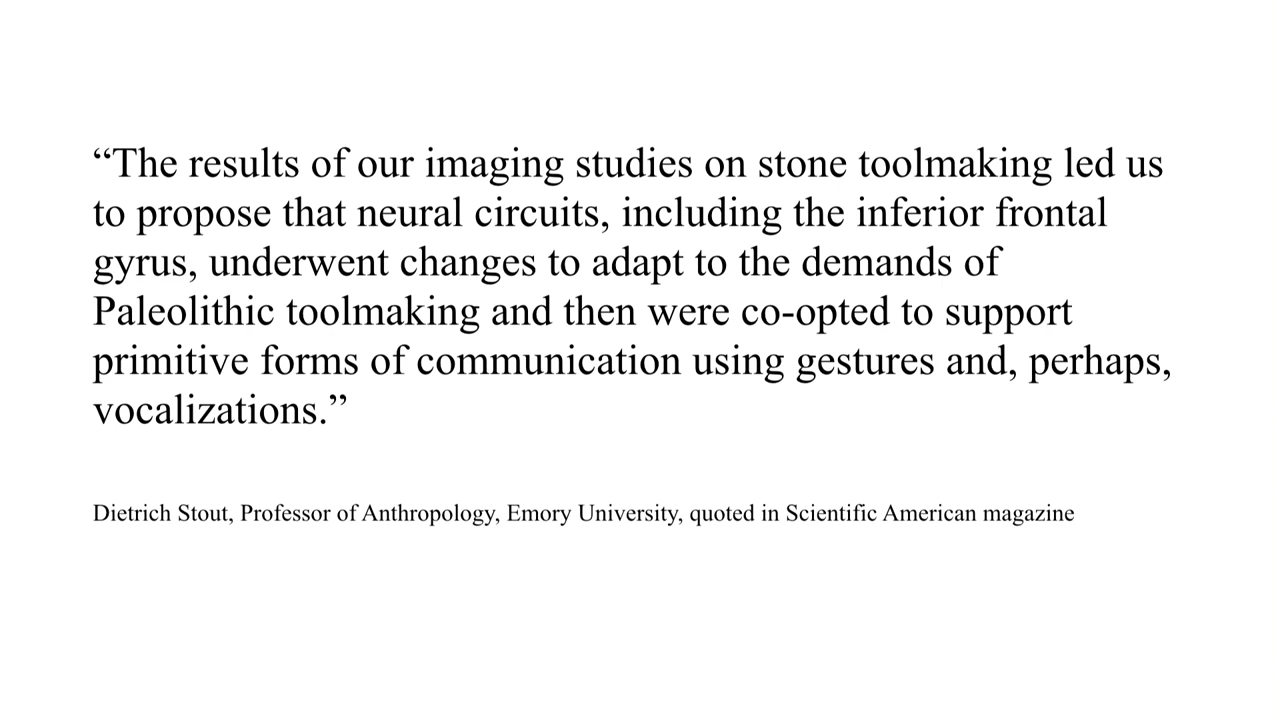 “The results of our imaging studies on stone toolmaking led us
to propose that neural circuits, including the inferior frontal
gyrus, underwent changes to adapt to the demands of
Paleolithic toolmaking and then were co-opted to support
primitive forms of communication using gestures and, perhaps,
vocalizations.”
Dietrich Stout, Professor of Anthropology, Emory University, quoted in Scientific American magazine